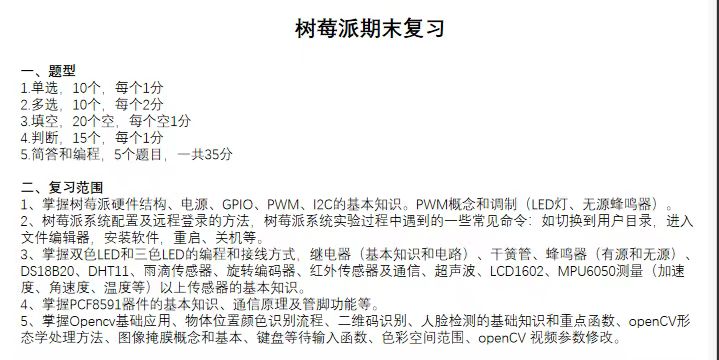 树莓派期末复习
一、题型
1.单选，10个，每个1分
2.多选，10个，每个2分
3.填空，20个空，每个空1分
4.判断，15个，每个1分
5.简答和编程，5个题目，一共35分
二、复习范围
1、掌握树莓派硬件结构、电源、GPIO、PWM、I2C的基本知识。PWM概念和调制（LED灯、无源蜂鸣器）。
2、树莓派系统配置及远程登录的方法，树莓派系统实验过程中遇到的一些常见命令：如切换到用户目录，进入
文件编辑器，安装软件，重启、关机等。
3、掌握双色LED和三色LED的编程和接线方式，继电器（基本知识和电路）、干簧管、蜂鸣器（有源和无源）、
DS18B20、DHT11、雨滴传感器、旋转编码器、红外传感器及通信、超声波、LCD1602、MPU6050测量（加速
度、角速度、温度等）以上传感器的基本知识。
4、掌握PCF8591器件的基本知识、通信原理及管脚功能等。
5、掌握Opencv基础应用、物体位置颜色识别流程、二维码识别、人脸检测的基础知识和重点函数、openCV形
态学处理方法、图像掩膜概念和基本、键盘等待输入函数、色彩空间范围、openCV 视频参数修改。